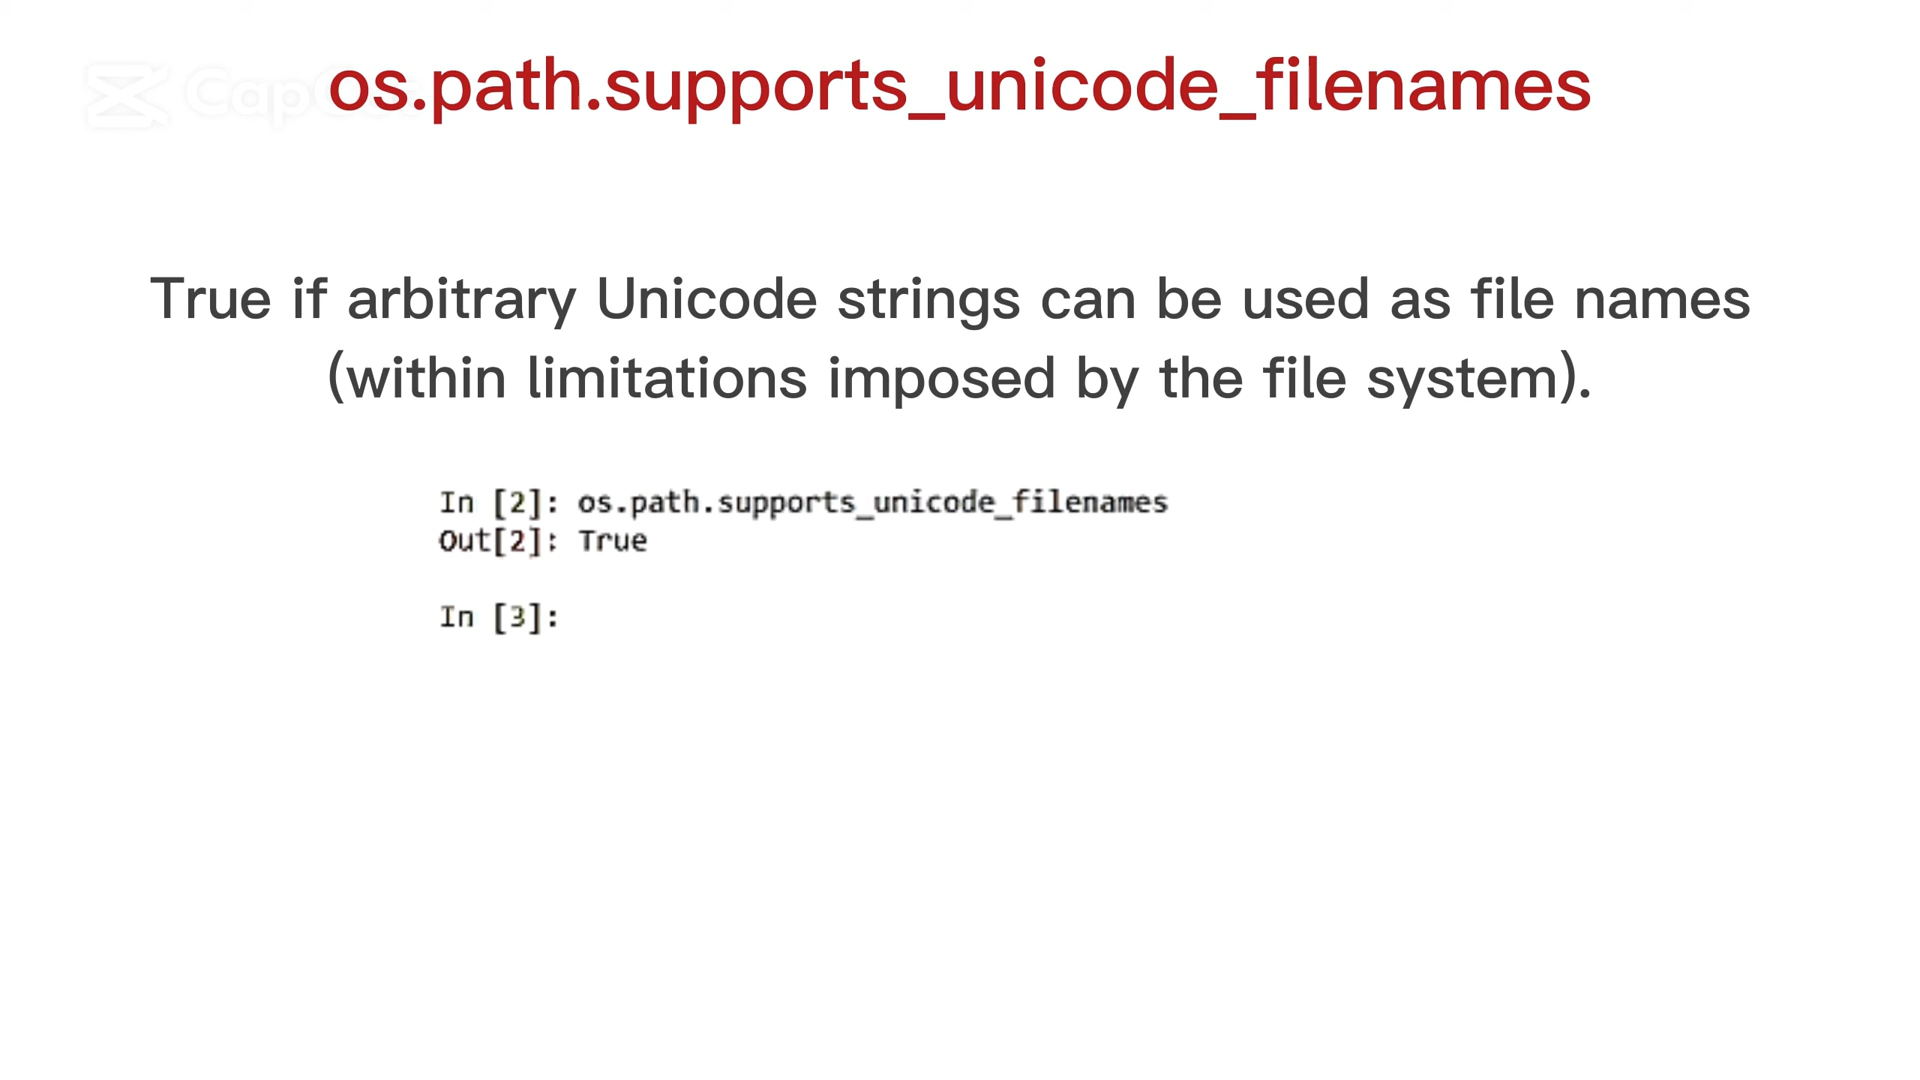 CapCut
os.path.supports_unicode_filenames
True if arbitrary Unicode strings can be used as file names
(within limitations imposed by the file system).
In [2]: os.path.supports_unicode_filenames
Out[2]: True
In [3]: